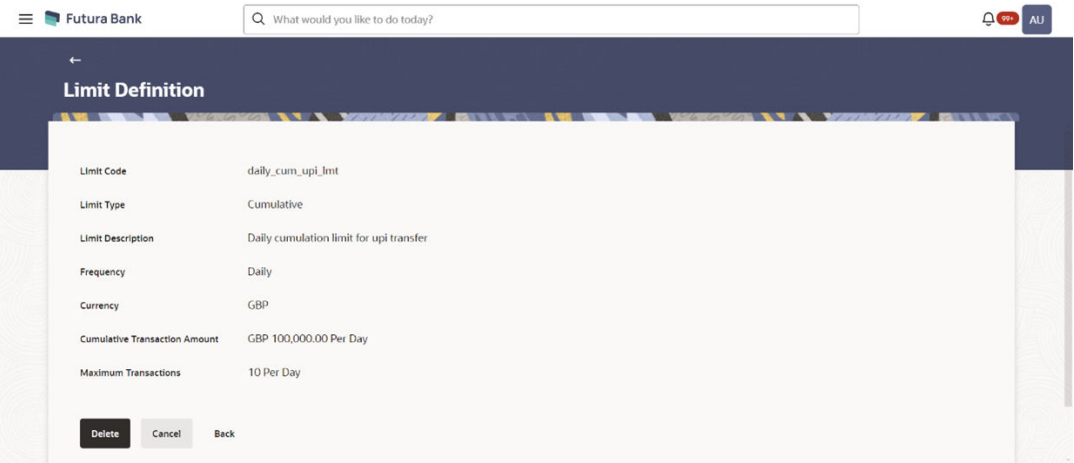 Futura Bank
What would you like to do today?
99+
AU
Limit Definition
Limit Code daily_cum_upi_lmt
Limit Type Cumulative
Limit Description Daily cumulation limit for upi transfer
Frequency Daily
Currency GBP
Cumulative Transaction Amount GBP 100,000.00 Per Day
Maximum Transactions 10 Per Day
Delete Cancel Back